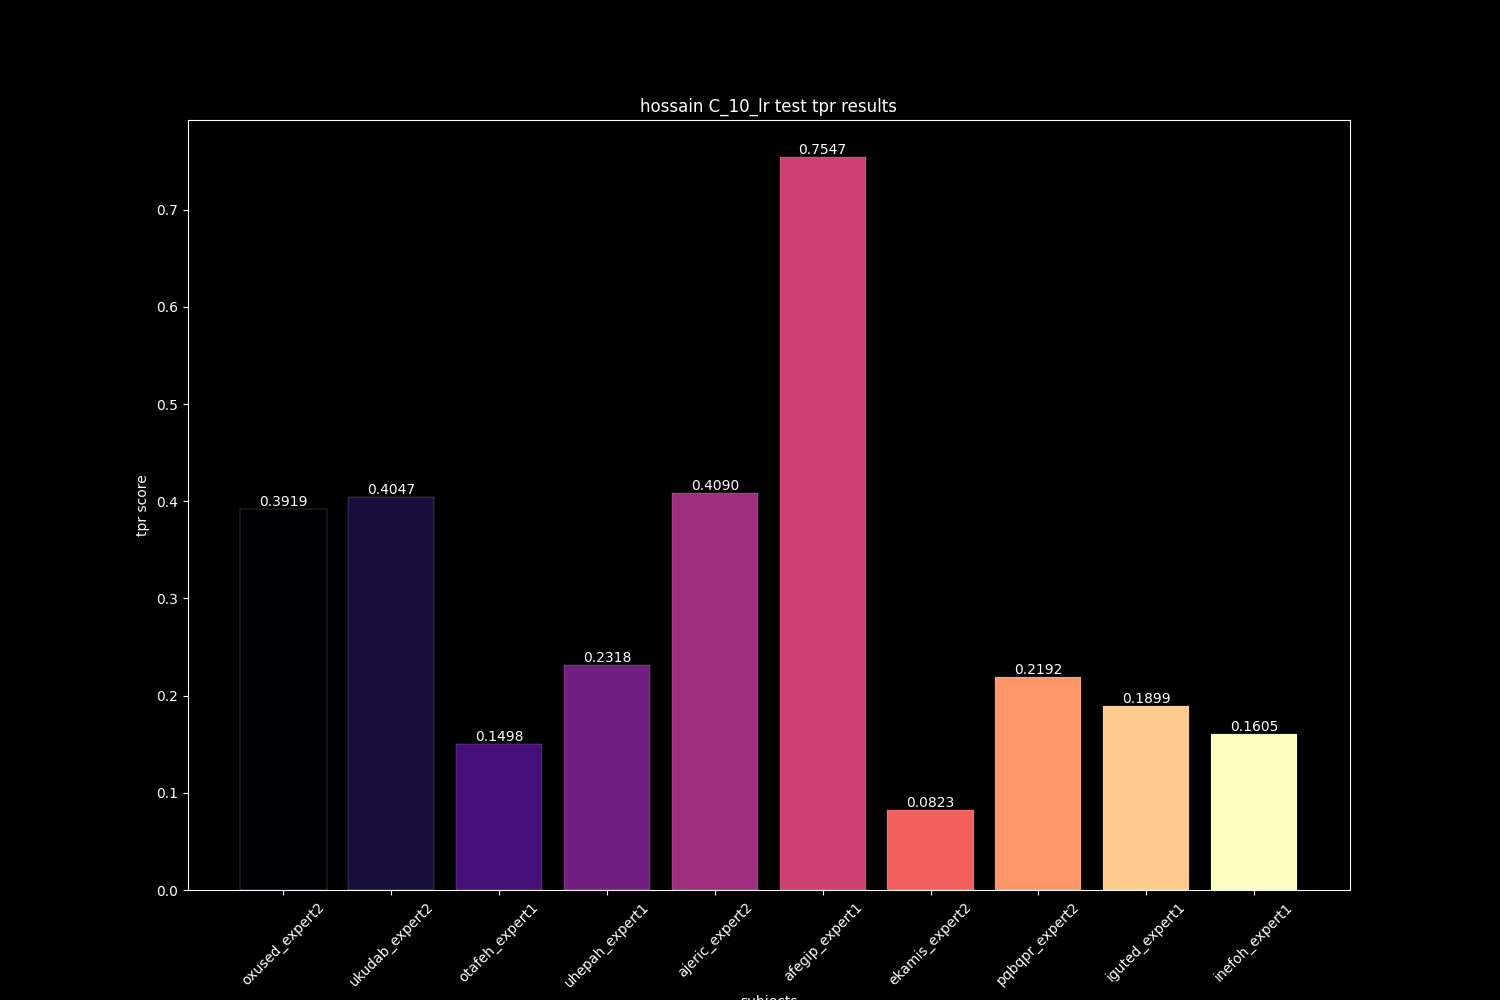 hossain C_10_lr test tpr results
0.7547
0.7
0.6
0.5
0.4090
0.4047
0.3919
0.4
tpr score
0.3
0.2318
0.2192
0.1899
0.2
0.1605
0.1498
0.0823
0.1
0.0
oxused_expert2
ukudab_expert2
otafeh_expert1
uhepah_expert1
ajeric_expert2
afegip_expert1
ekamis_expert2
pqbqpr_expert2
iguted_expert1
inefoh_expert1
subjects